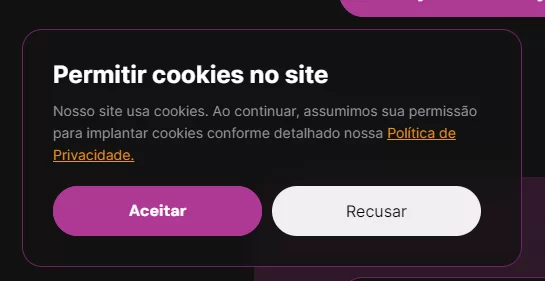 Permitir cookies no site
Nosso site usa cookies. Ao continuar, assumimos sua permissão
para implantar cookies conforme detalhado nossa Política de
Privacidade.
Aceitar
Recusar